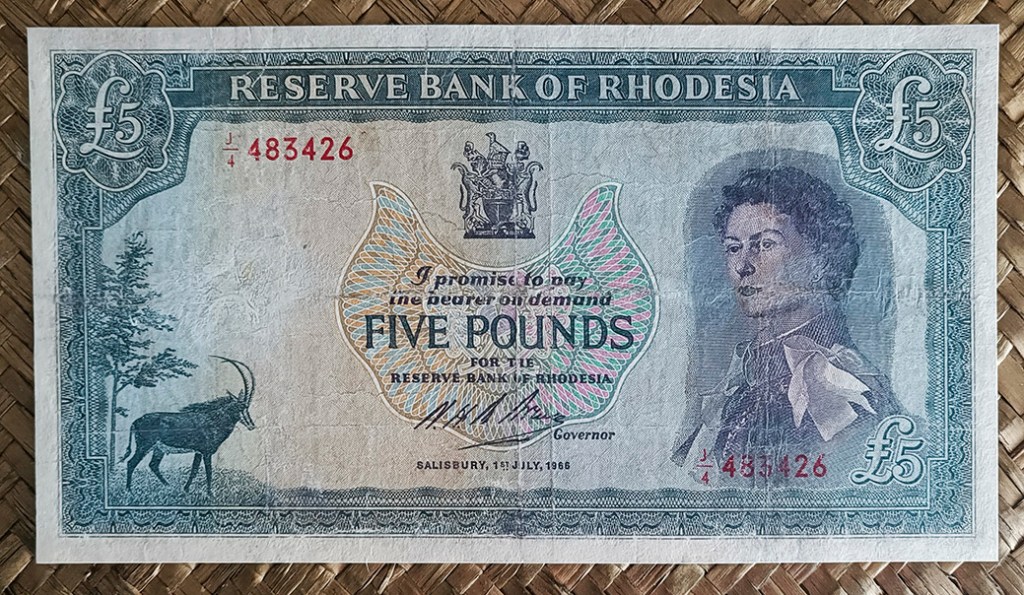 £5 RESERVE BANK OF RHODESIA £5
J/4 483426
I promise to pay
the bearer on demand
FIVE POUNDS
FOR THE
RESERVE BANK OF RHODESIA
Governor
SALISBURY, 1ST JULY, 1966
J/4 483426
£5